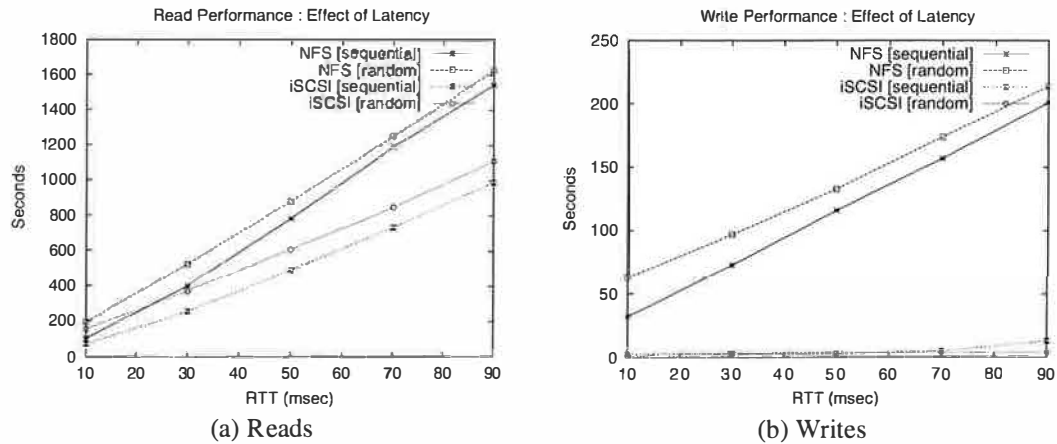 Read Performance : Effect of Latency
1800
1600
1400
1200
1000
800
600
400
200
0
Seconds
NFS [sequential]
NFS [random]
iSCSI [sequential]
iSCSI [random]
10 20 30 40 50 60 70 80 90
RTT (msec)
(a) Reads
Write Performance : Effect of Latency
250
200
150
100
50
0
Seconds
NFS [sequential]
NFS [random]
iSCSI [sequential]
iSCSI [random]
10 20 30 40 50 60 70 80 90
RTT (msec)
(b) Writes